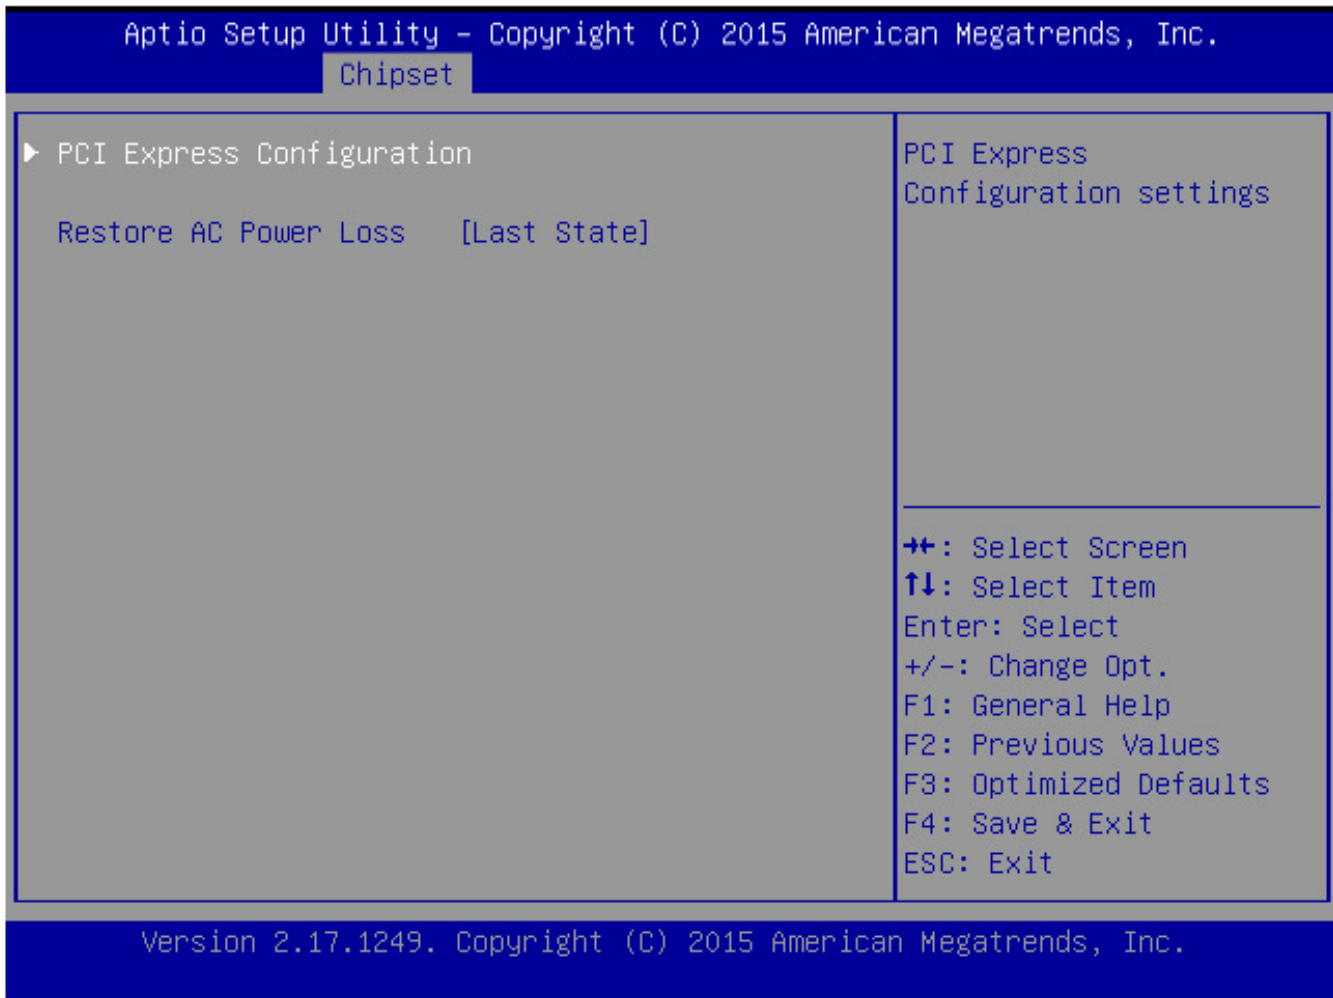 Aptio Setup Utility – Copyright (C) 2015 American Megatrends, Inc.
Chipset
▶ PCI Express Configuration
Restore AC Power Loss [Last State]
PCI Express
Configuration settings
→←: Select Screen
↑↓: Select Item
Enter: Select
+/-: Change Opt.
F1: General Help
F2: Previous Values
F3: Optimized Defaults
F4: Save & Exit
ESC: Exit
Version 2.17.1249. Copyright (C) 2015 American Megatrends, Inc.